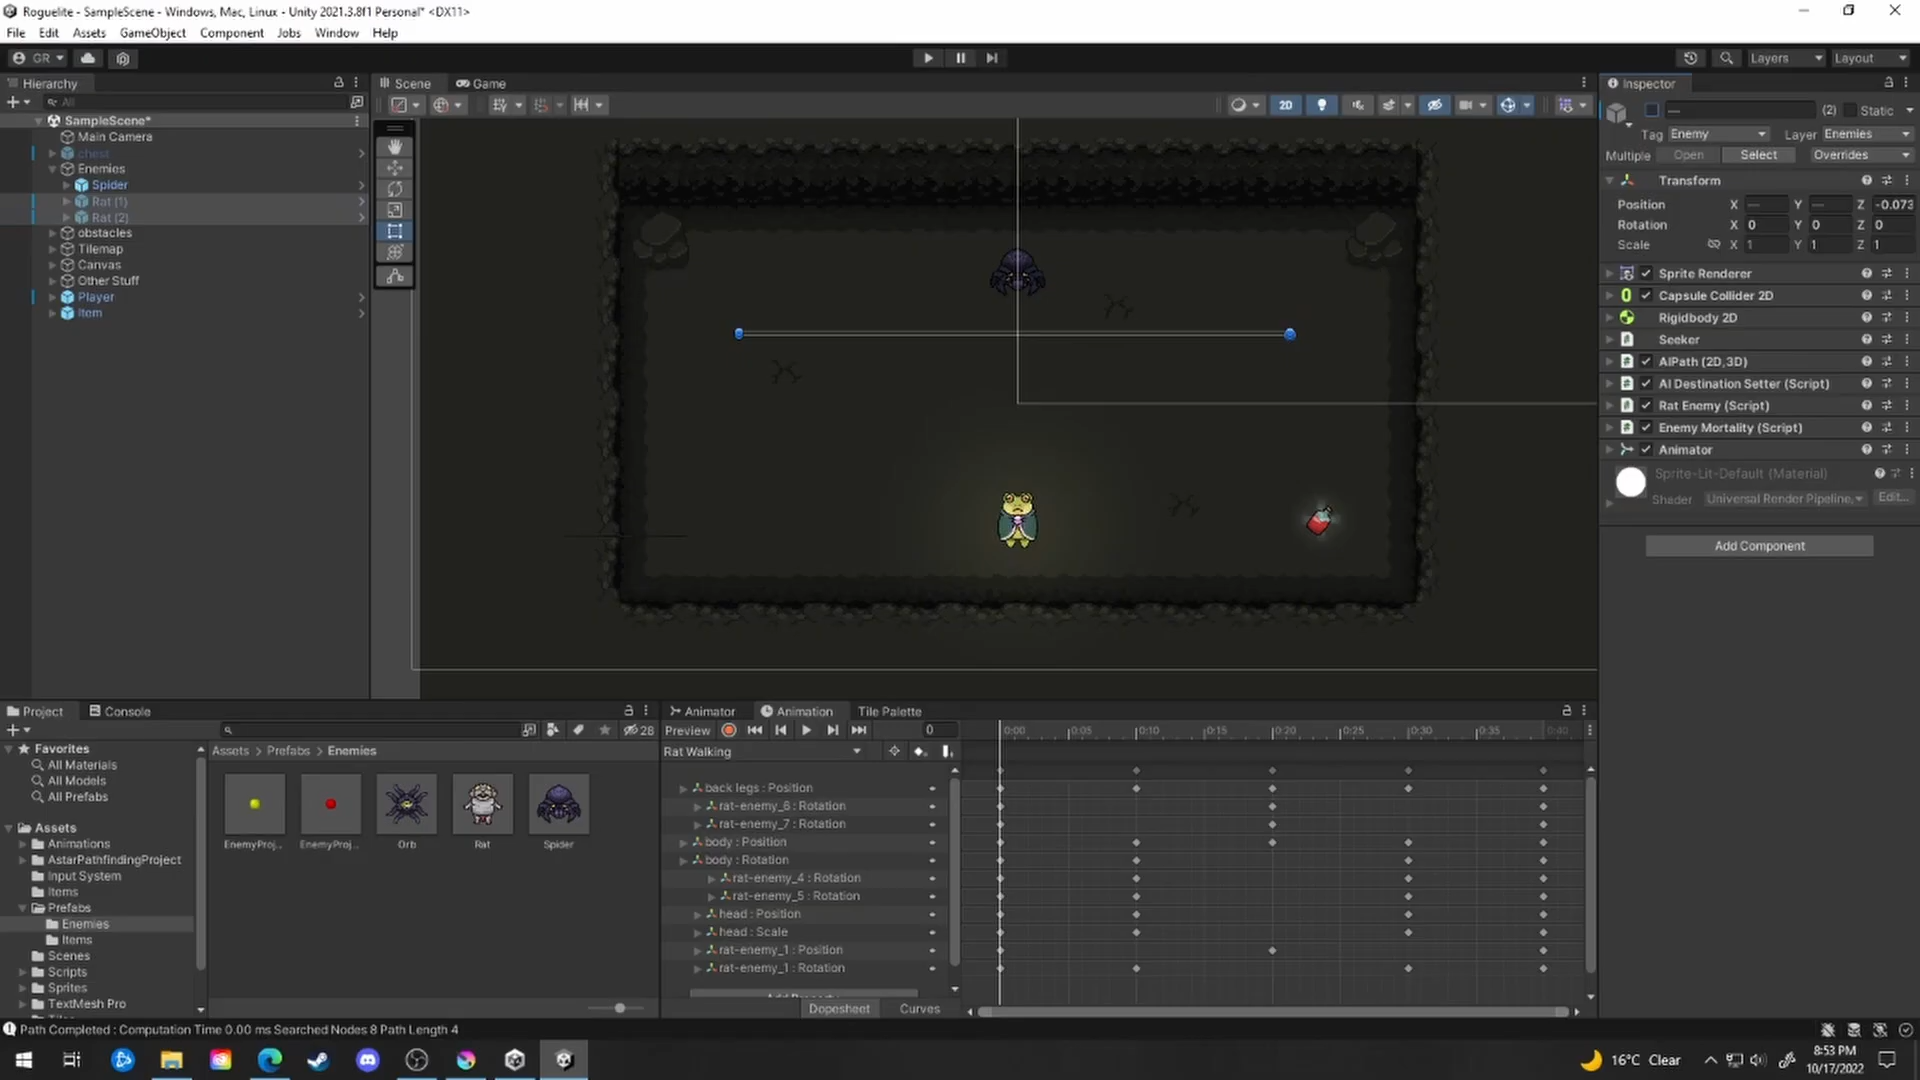 Roguelite - SampleScene - Windows, Mac, Linux - Unity 2021.3.8f1 Personal* <DX11>
File Edit Assets GameObject Component Jobs Window Help
GR
Layers Layout
Hierarchy
All
SampleScene*
Main Camera
chest
Enemies
Spider
Rat (1)
Rat (2)
obstacles
Tilemap
Canvas
Other Stuff
Player
Item
Scene Game
2D
Inspector
— (2) Static
Tag Enemy Layer Enemies
Multiple Open Select Overrides
Transform
Position X — Y — Z -0.073
Rotation X 0 Y 0 Z 0
Scale X 1 Y 1 Z 1
Sprite Renderer
Capsule Collider 2D
Rigidbody 2D
Seeker
AIPath (2D,3D)
AI Destination Setter (Script)
Rat Enemy (Script)
Enemy Mortality (Script)
Animator
Sprite-Lit-Default (Material)
Shader Universal Render Pipeline, Edit...
Add Component
Project Console
28
Favorites
All Materials
All Models
All Prefabs
Assets
Animations
AstarPathfindingProject
Input System
Items
Prefabs
Enemies
Items
Scenes
Scripts
Sprites
TextMesh Pro
Assets > Prefabs > Enemies
EnemyProj... EnemyProj... Orb Rat Spider
Animator Animation Tile Palette
Preview 0
0:00 0:05 0:10 0:15 0:20 0:25 0:30 0:35 0:40
Rat Walking
back legs : Position
rat-enemy_6 : Rotation
rat-enemy_7 : Rotation
body : Position
body : Rotation
rat-enemy_4 : Rotation
rat-enemy_5 : Rotation
head : Position
head : Scale
rat-enemy_1 : Position
rat-enemy_1 : Rotation
Add Property
Dopesheet Curves
Path Completed : Computation Time 0.00 ms Searched Nodes 8 Path Length 4
16°C Clear
8:53 PM
10/17/2022